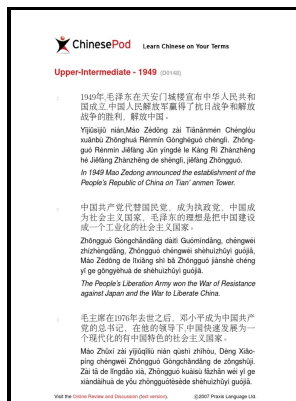 ChinesePod Learn Chinese on Your Terms
Upper-Intermediate - 1949 (D0148)
1949年,毛泽东在天安门城楼宣布中华人民共和
国成立.中国人民解放军赢得了抗日战争和解放
战争的胜利，解放中国。
Yījiǔsìjiǔ nián,Máo Zédōng zài Tiānānmén Chénglóu
xuānbù Zhōnghuá Rénmín Gònghéguó chénglì. Zhōng-
guó Rénmín Jiěfàng Jūn yíngdé le Kàng Rì Zhànzhēng
hé Jiěfàng Zhànzhēng de shènglì, jiěfàng Zhōngguó.
In 1949 Mao Zedong announced the establishment of the
People's Republic of China on Tian' anmen Tower.
中国共产党代替国民党，成为执政党，中国成
为社会主义国家，毛泽东的理想是把中国建设
成一个工业化的社会主义国家。
Zhōngguó Gòngchǎndǎng dàitì Guómíndǎng, chéngwéi
zhízhèngdǎng, Zhōngguó chéngwéi shèhuìzhǔyì guójiā,
Máo Zédōng de lǐxiǎng shì bǎ Zhōngguó jiànshè chéng
yī ge gōngyèhuà de shèhuìzhǔyì guójiā.
The People's Liberation Army won the War of Resistance
against Japan and the War to Liberate China.
毛主席在1976年去世之后，邓小平成为中国共产
党的总书记，在他的领导下,中国快速发展为一
个现代化的有中国特色的社会主义国家。
Máo Zhǔxí zài yījiǔqīliù nián qùshì zhīhòu, Dèng Xiǎo-
píng chéngwéi Zhōngguó Gòngchǎndǎng de zǒngshūjì.
Zài tā de lǐngdǎo xià, Zhōngguó kuàisù fāzhǎn wéi yī ge
xiàndàihuà de yǒu zhōngguótèsède shèhuìzhǔyì guójiā.
Visit the Online Review and Discussion (text version). ©2007 Praxis Language Ltd.